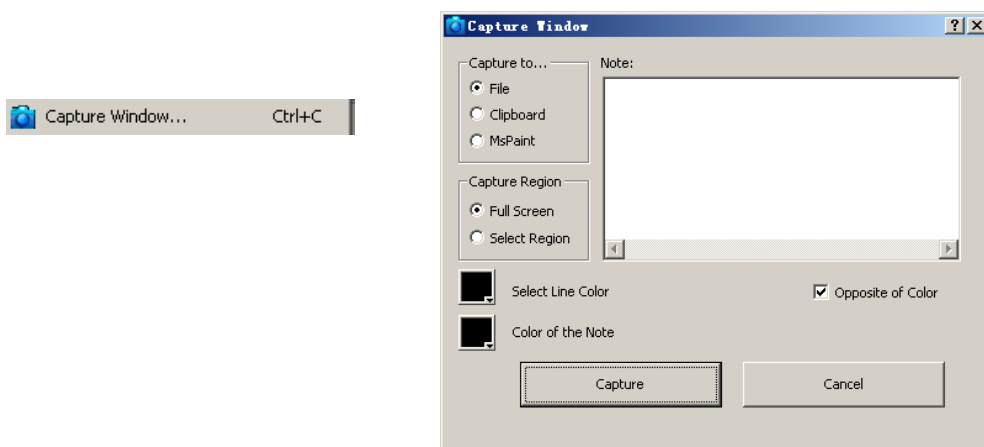 Capture Window... Ctrl+C
Capture Window
Capture to...
File
Clipboard
MsPaint
Note:
Capture Region
Full Screen
Select Region
Select Line Color
Opposite of Color
Color of the Note
Capture
Cancel